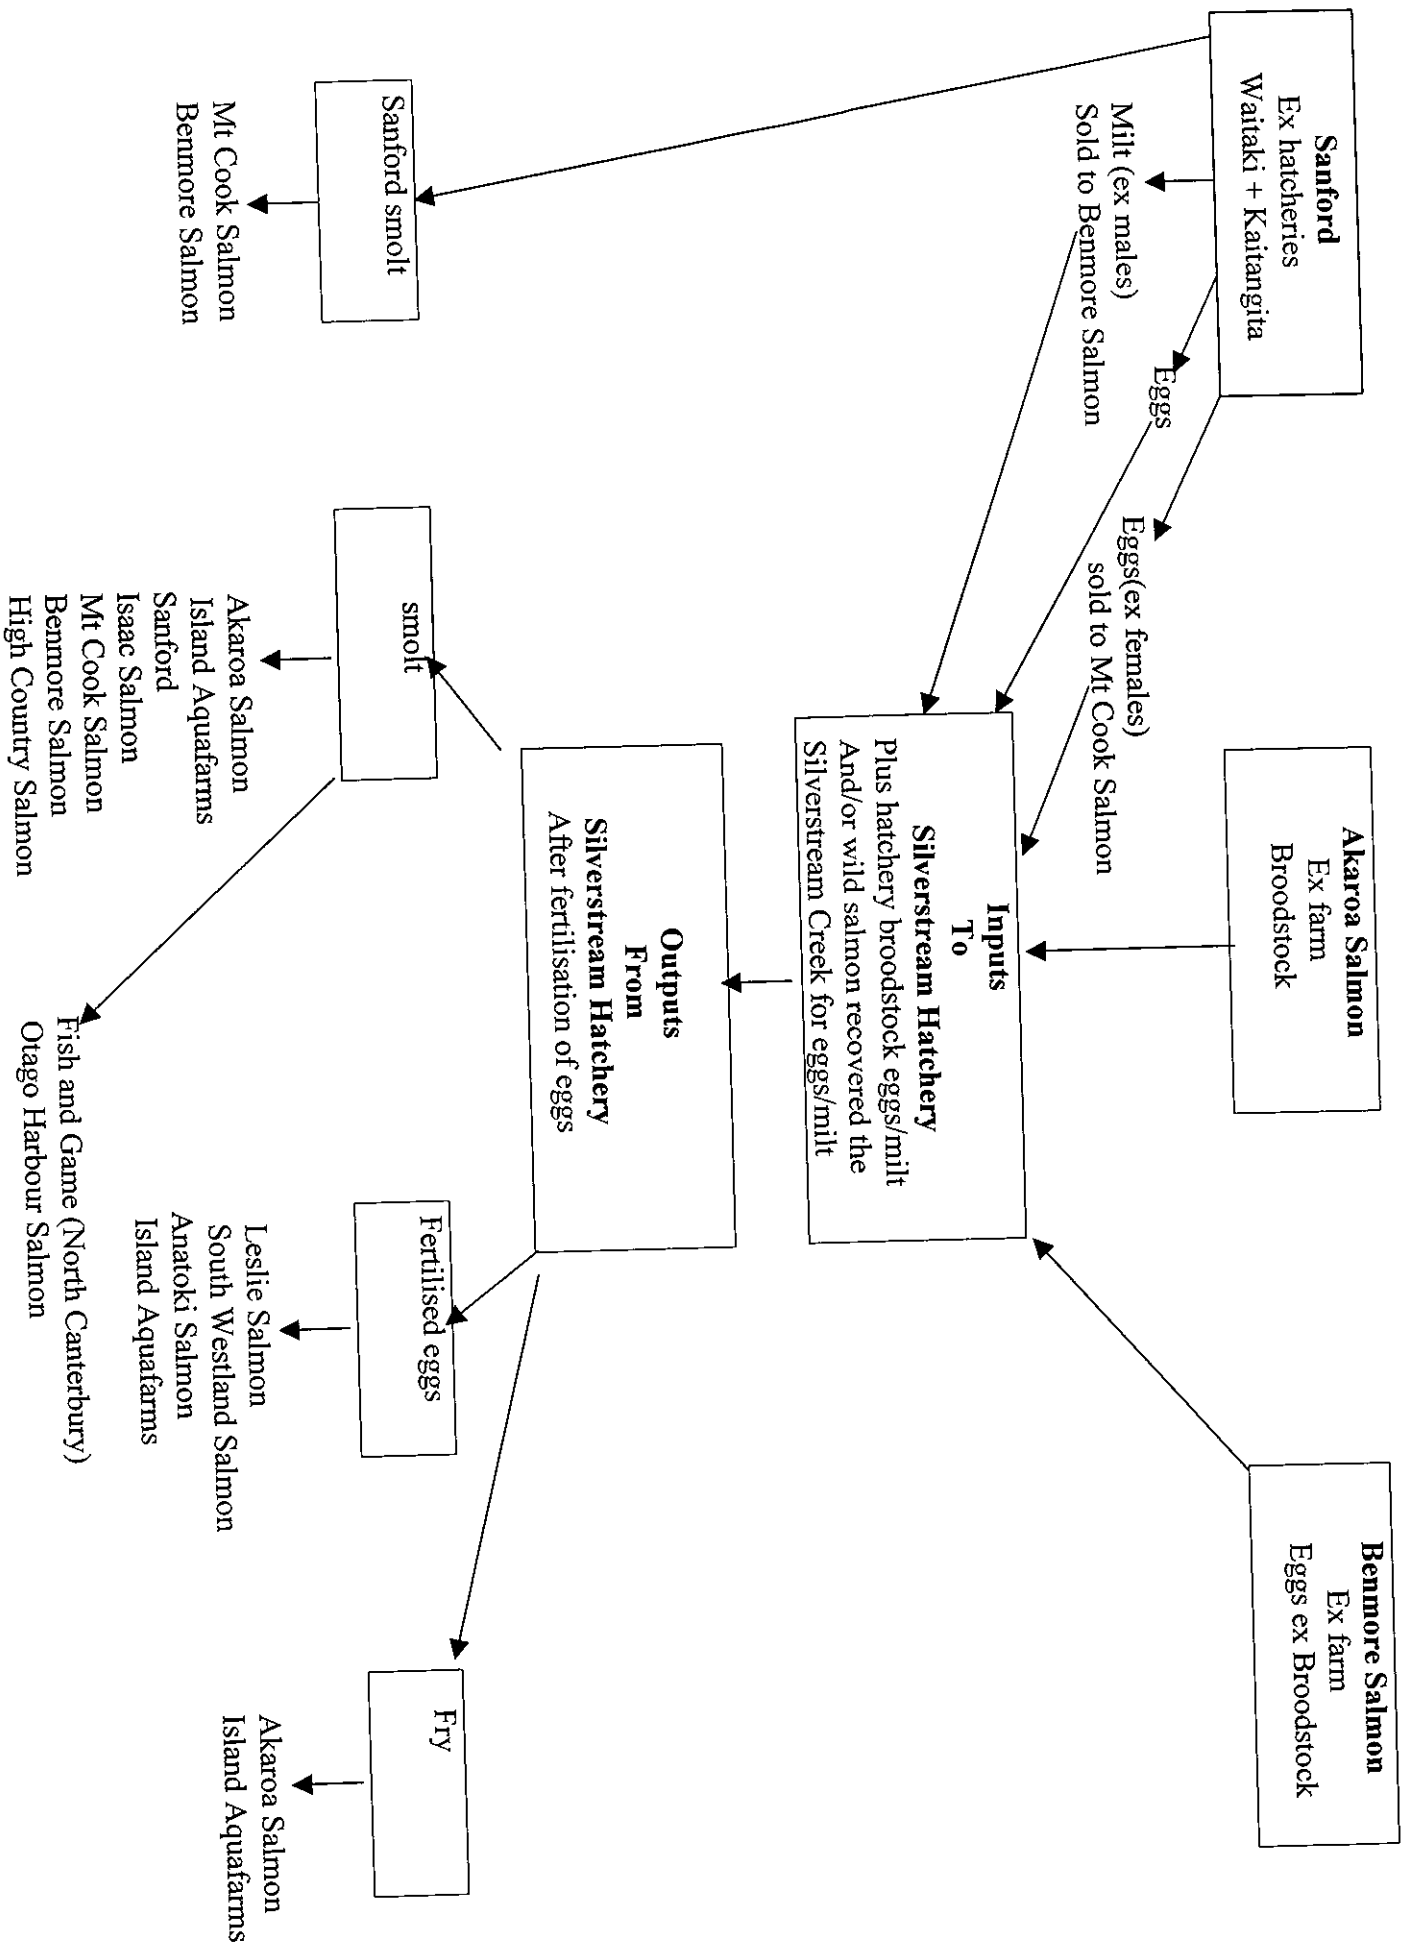 Sanford
Ex hatcheries
Waitaki + Kaitangita
Akaroa Salmon
Ex farm
Broodstock
Benmore Salmon
Ex farm
Eggs ex Broodstock
Milt (ex males)
Sold to Benmore Salmon
Eggs
Eggs(ex females)
sold to Mt Cook Salmon
Inputs
To
Silverstream Hatchery
Plus hatchery broodstock eggs/milt
And/or wild salmon recovered the
Silverstream Creek for eggs/milt
Outputs
From
Silverstream Hatchery
After fertilisation of eggs
Sanford smolt
Mt Cook Salmon
Benmore Salmon
smolt
Akaroa Salmon
Island Aquafarms
Sanford
Isaac Salmon
Mt Cook Salmon
Benmore Salmon
High Country Salmon
Fish and Game (North Canterbury)
Otago Harbour Salmon
Fertilised eggs
Leslie Salmon
South Westland Salmon
Anatoki Salmon
Island Aquafarms
Fry
Akaroa Salmon
Island Aquafarms